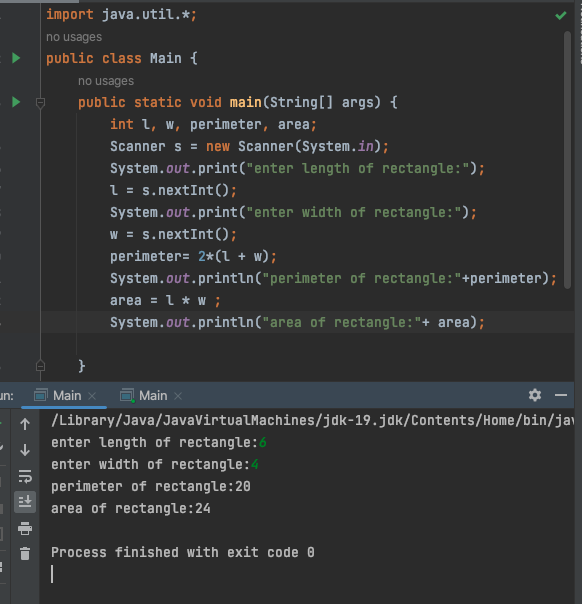 import java.util.*;
no usages
public class Main {
no usages
public static void main(String[] args) {
int l, w, perimeter, area;
Scanner s = new Scanner(System.in);
System.out.print("enter length of rectangle:");
l = s.nextInt();
System.out.print("enter width of rectangle:");
w = s.nextInt();
perimeter= 2*(l + w);
System.out.println("perimeter of rectangle:"+perimeter);
area = l * w ;
System.out.println("area of rectangle:"+ area);
}
un: Main Main
/Library/Java/JavaVirtualMachines/jdk-19.jdk/Contents/Home/bin/jav
enter length of rectangle:6
enter width of rectangle:4
perimeter of rectangle:20
area of rectangle:24
Process finished with exit code 0